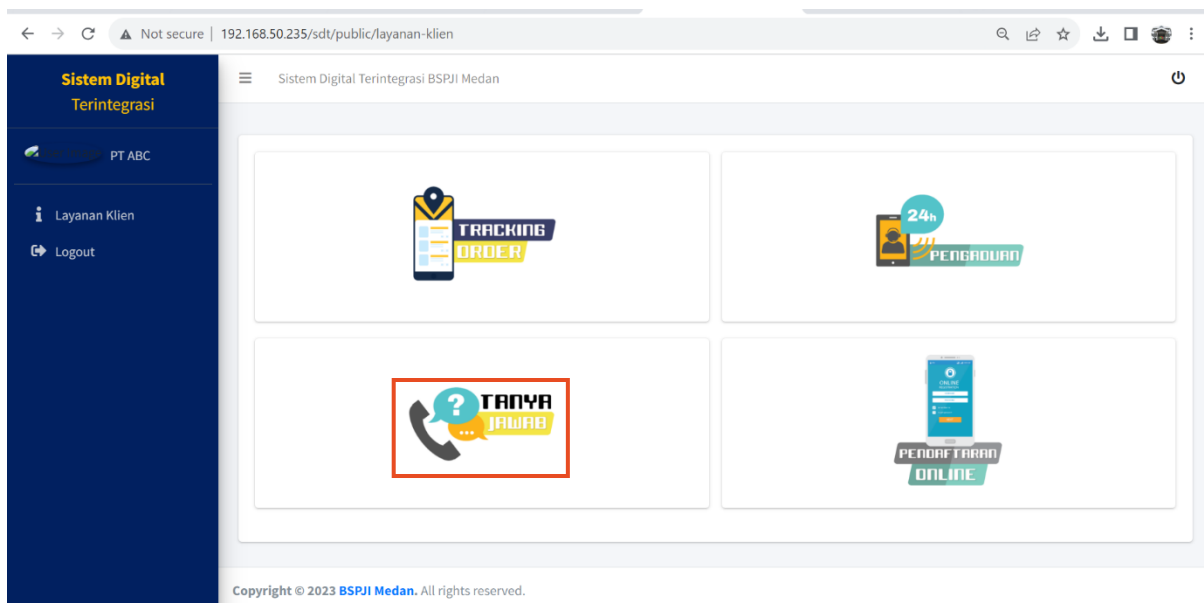 Not secure | 192.168.50.235/sdt/public/layanan-klien
Sistem Digital
Terintegrasi
Sistem Digital Terintegrasi BSPJI Medan
PT ABC
Layanan Klien
Logout
TRACKING
ORDER
24h
PENGADUAN
?
...
TANYA
JAWAB
ONLINE
PENDAFTARAN
ONLINE
Copyright © 2023 BSPJI Medan. All rights reserved.